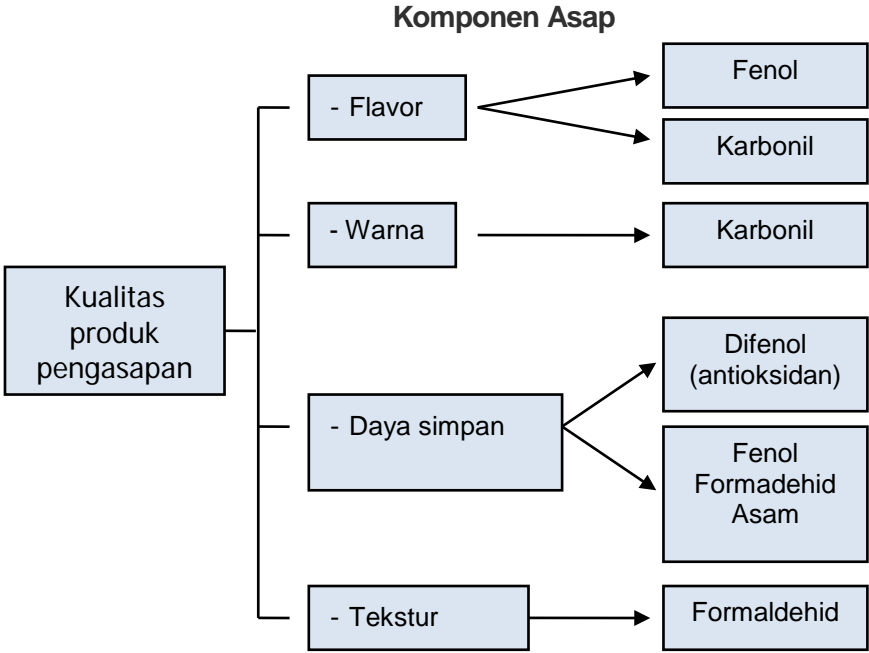 Komponen Asap
Kualitas
produk
pengasapan
- Flavor
Fenol
Karbonil
- Warna
Karbonil
- Daya simpan
Difenol
(antioksidan)
Fenol
Formadehid
Asam
- Tekstur
Formaldehid